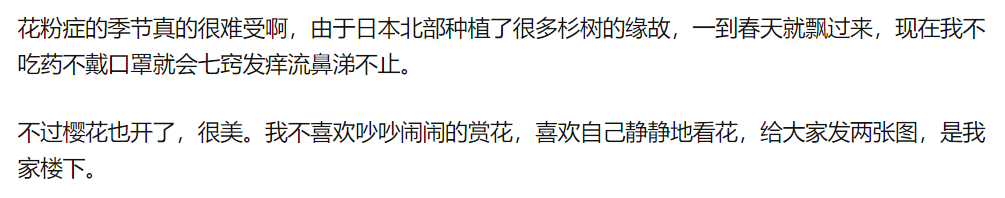 花粉症的季节真的很难受啊，由于日本北部种植了很多杉树的缘故，一到春天就飘过来，现在我不
吃药不戴口罩就会七窍发痒流鼻涕不止。
不过樱花也开了，很美。我不喜欢吵吵闹闹的赏花，喜欢自己静静地看花，给大家发两张图，是我
家楼下。